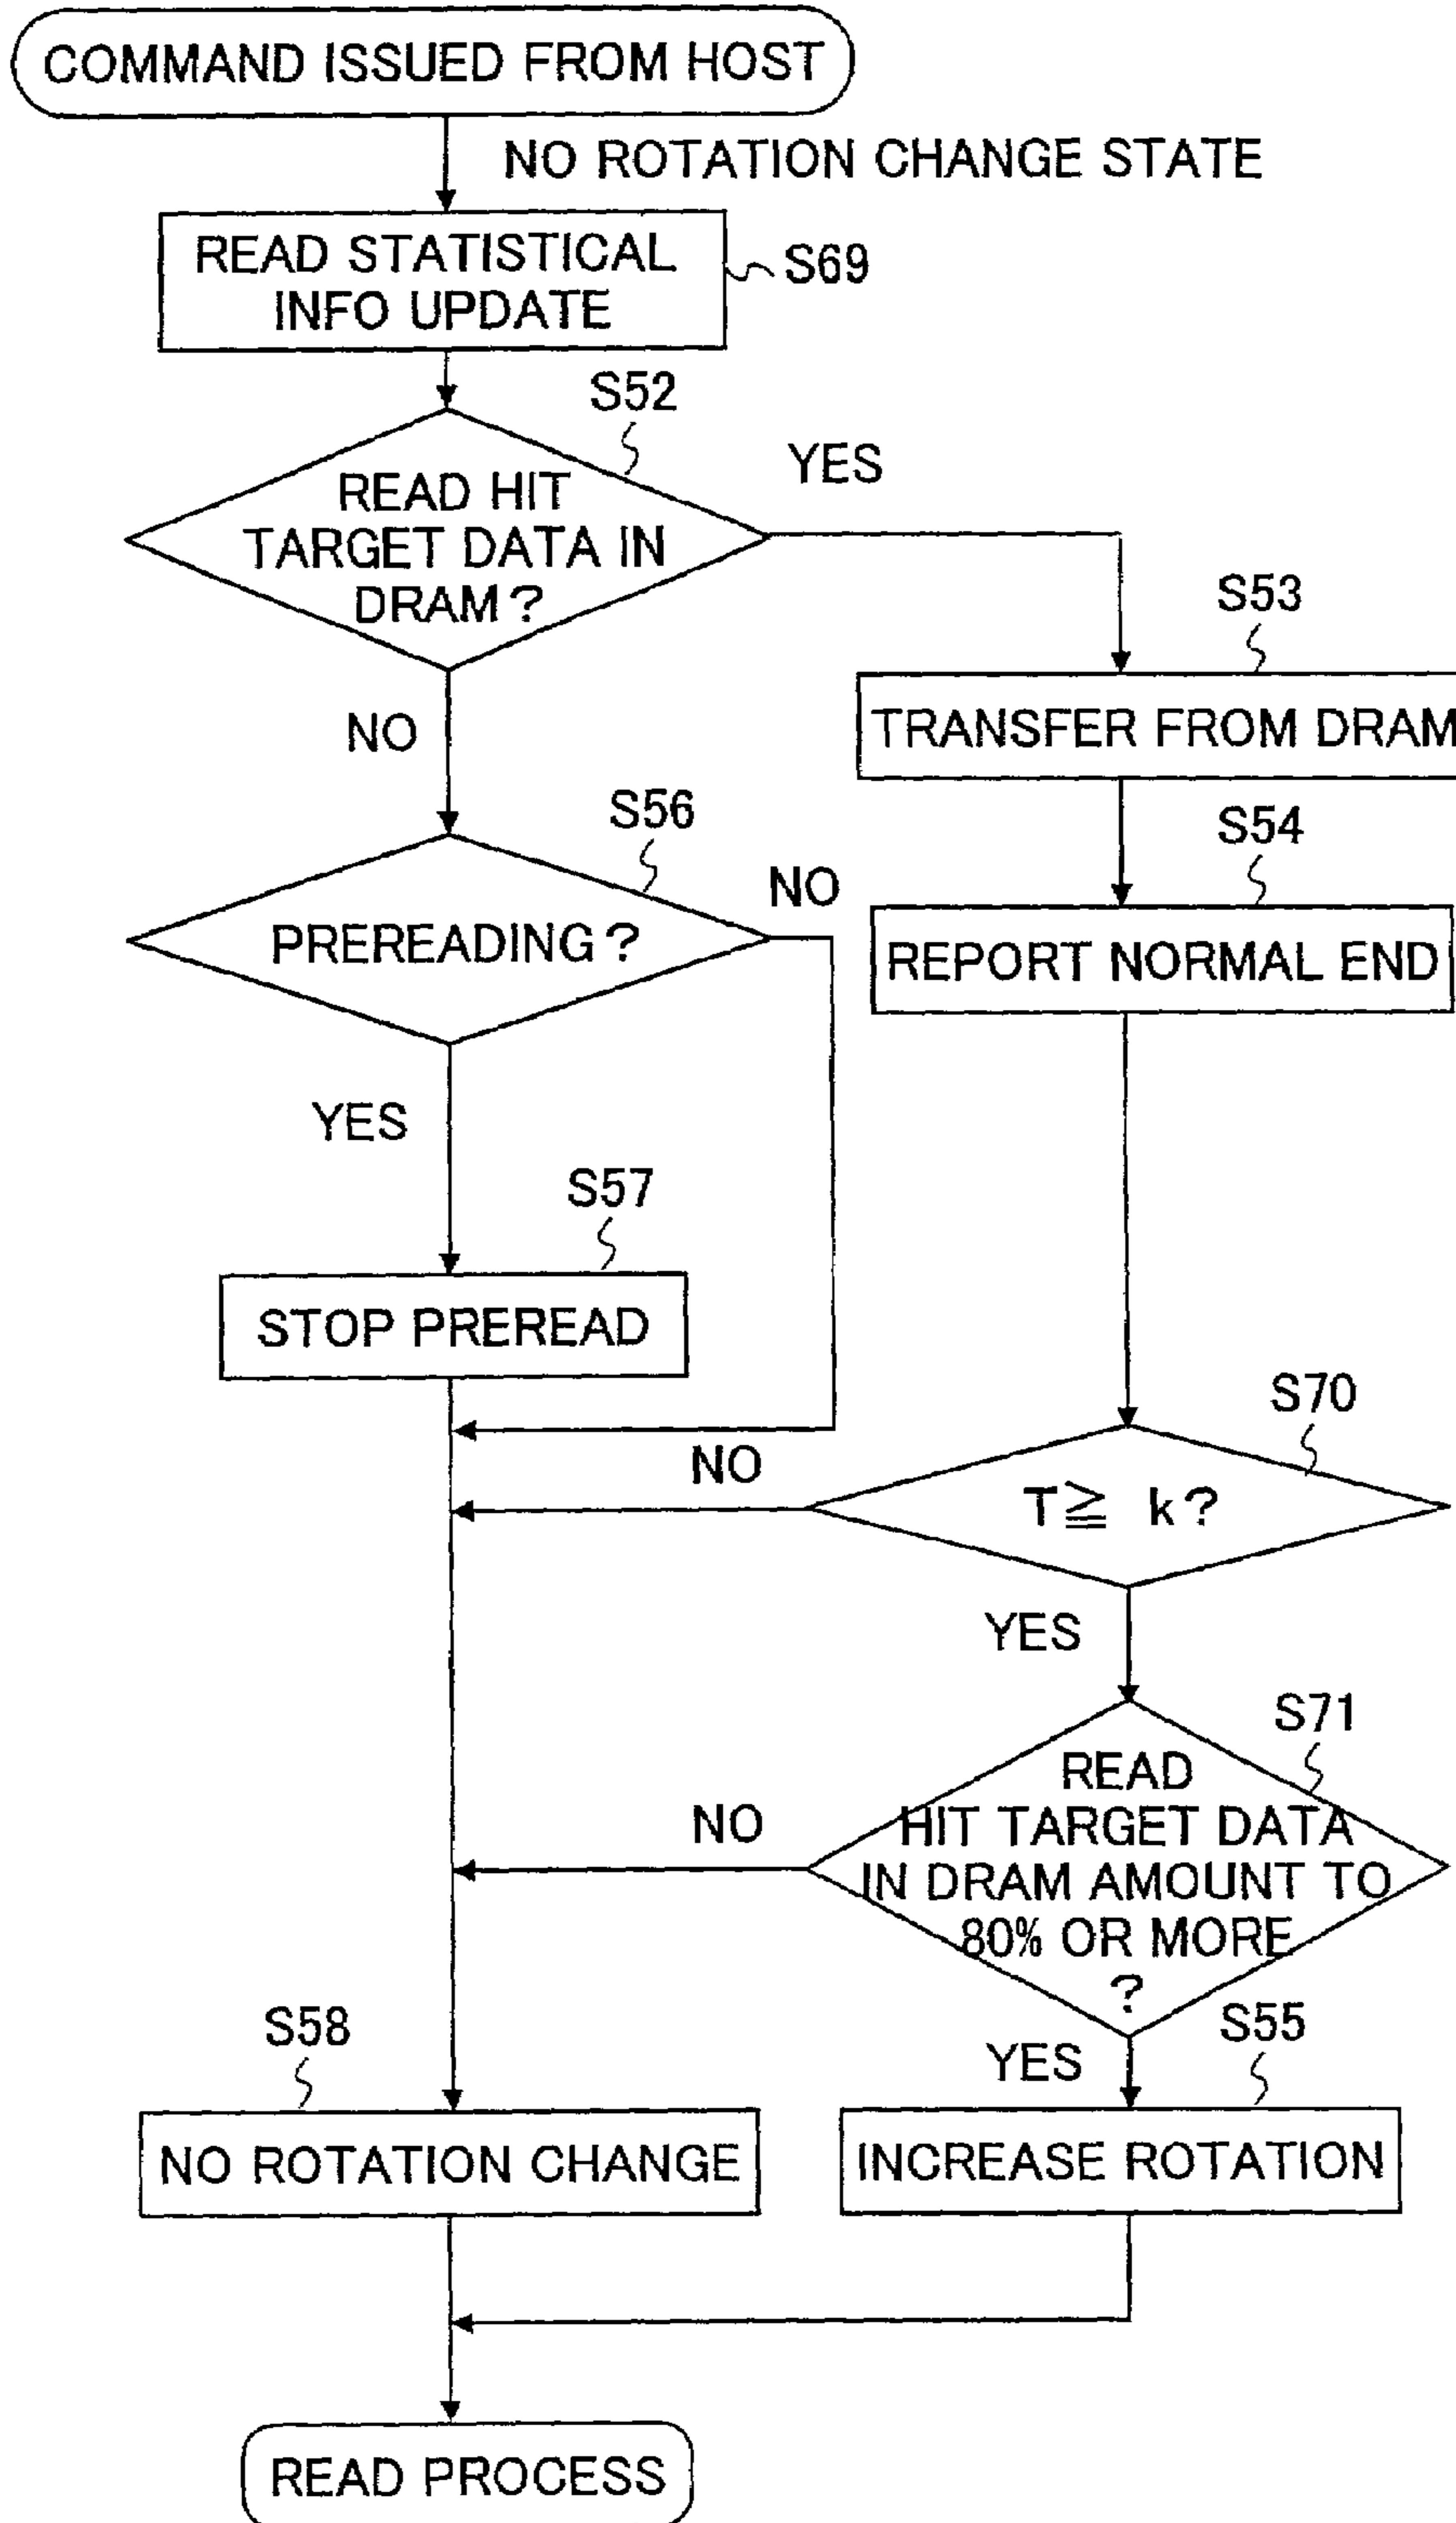 COMMAND ISSUED FROM HOST
NO ROTATION CHANGE STATE
READ STATISTICAL
INFO UPDATE
S69
S52
READ HIT
TARGET DATA IN
DRAM?
YES
NO
S53
TRANSFER FROM DRAM
S56
PREREADING?
NO
S54
REPORT NORMAL END
YES
S57
STOP PREREAD
S70
NO
T≧ k?
YES
S71
READ
HIT TARGET DATA
IN DRAM AMOUNT TO
80% OR MORE
?
NO
S58
NO ROTATION CHANGE
YES
S55
INCREASE ROTATION
READ PROCESS